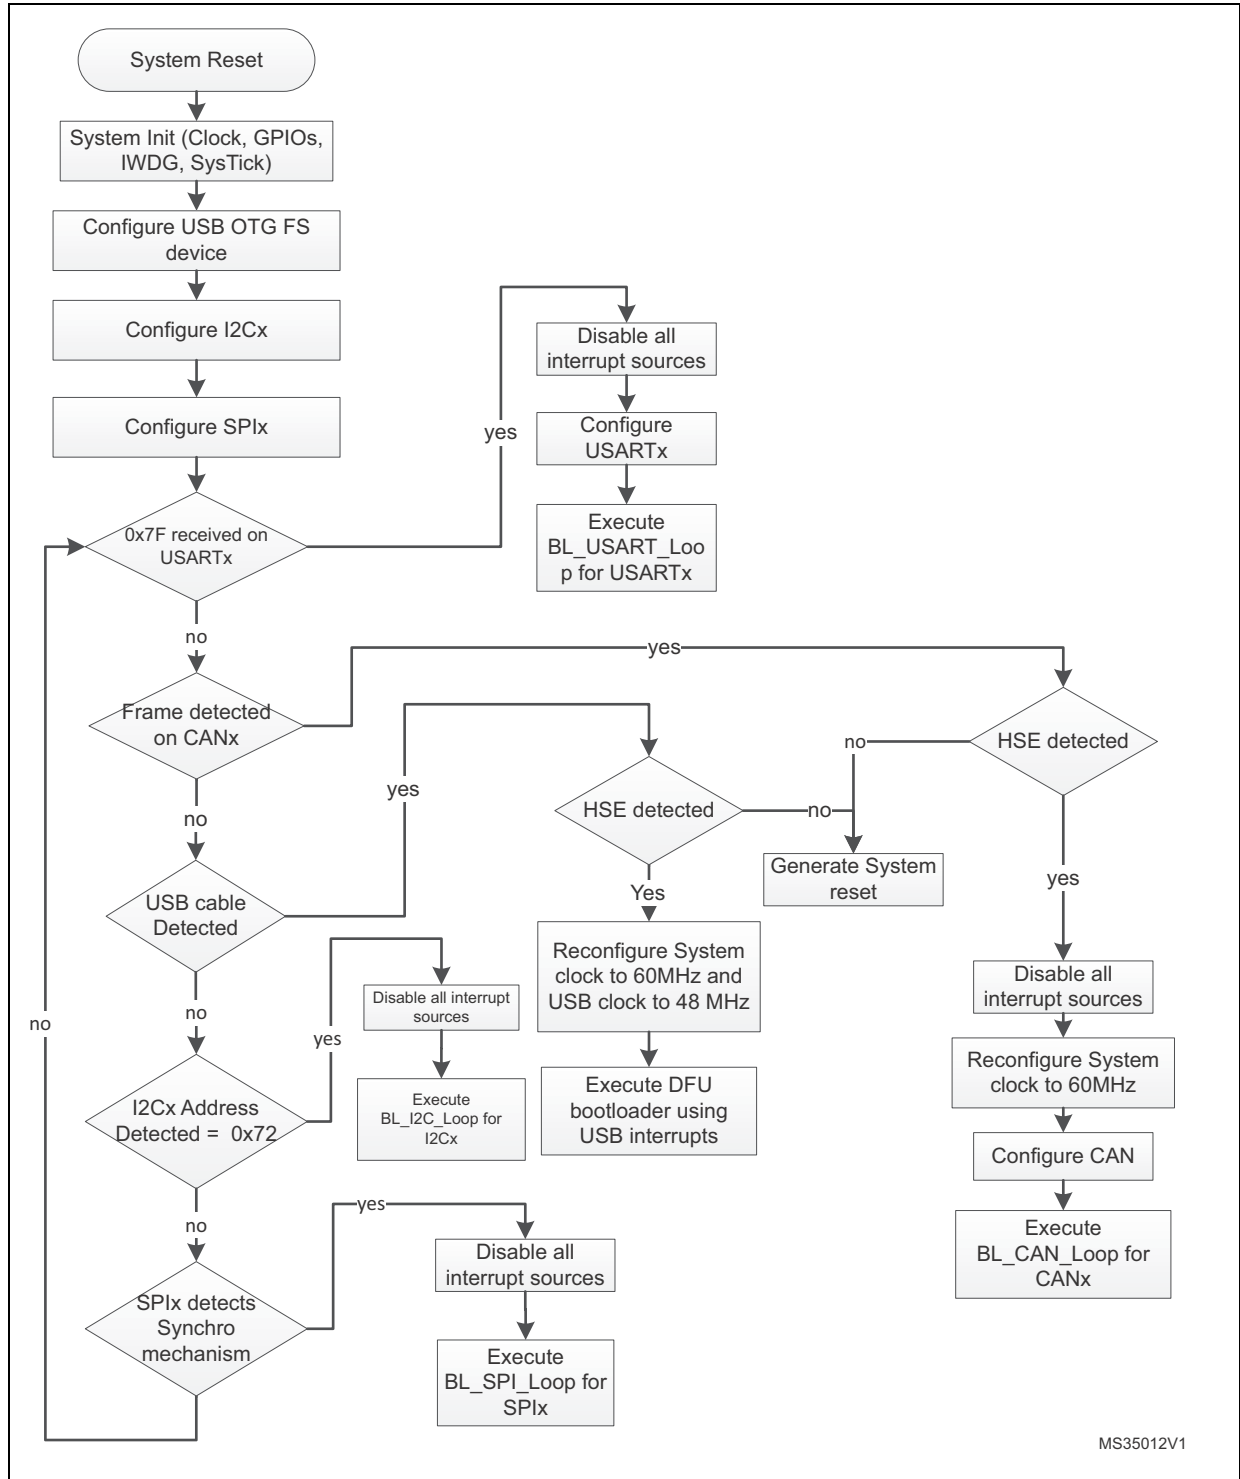 System Reset
System Init (Clock, GPIOs,
IWDG, SysTick)
Configure USB OTG FS
device
Configure I2Cx
Configure SPIx
0x7F received on
USARTx
yes
Disable all
interrupt sources
Configure
USARTx
Execute
BL_USART_Loo
p for USARTx
no
Frame detected
on CANx
yes
HSE detected
no
yes
Disable all
interrupt sources
Reconfigure System
clock to 60MHz
Configure CAN
Execute
BL_CAN_Loop for
CANx
no
USB cable
Detected
yes
HSE detected
no
Generate System
reset
Yes
Reconfigure System
clock to 60MHz and
USB clock to 48 MHz
Execute DFU
bootloader using
USB interrupts
no
I2Cx Address
Detected = 0x72
yes
Disable all interrupt
sources
Execute
BL_I2C_Loop for
I2Cx
no
SPIx detects
Synchro
mechanism
yes
Disable all
interrupt sources
Execute
BL_SPI_Loop for
SPIx
no
MS35012V1